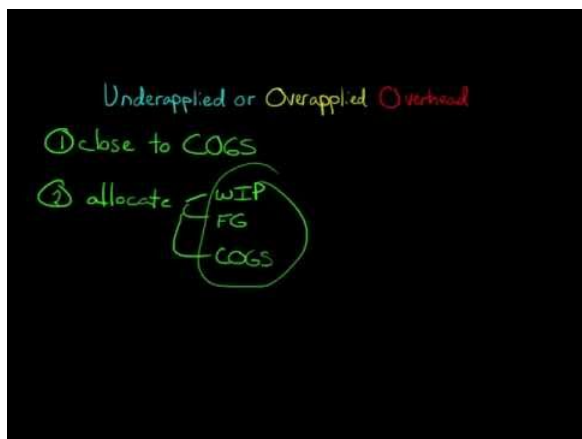 Underapplied or Overapplied Overhead
① close to COGS
② allocate WIP
FG
COGS